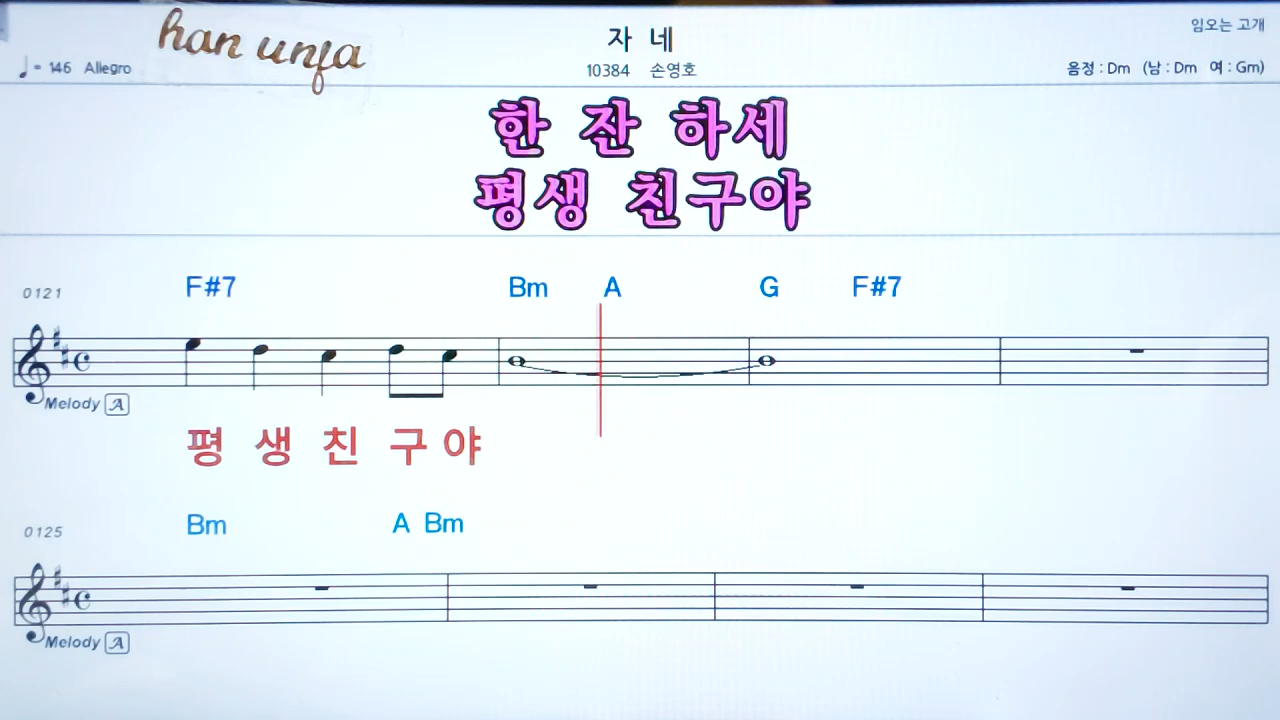 han unfa
자 네
임오는 고개
♩ = 146 Allegro
10384 손영호
음정 : Dm (남 : Dm 여 : Gm)
한 잔 하세
평생 친구야
0121
F#7 Bm A G F#7
Melody A
평 생 친 구 야
0125
Bm A Bm
Melody A